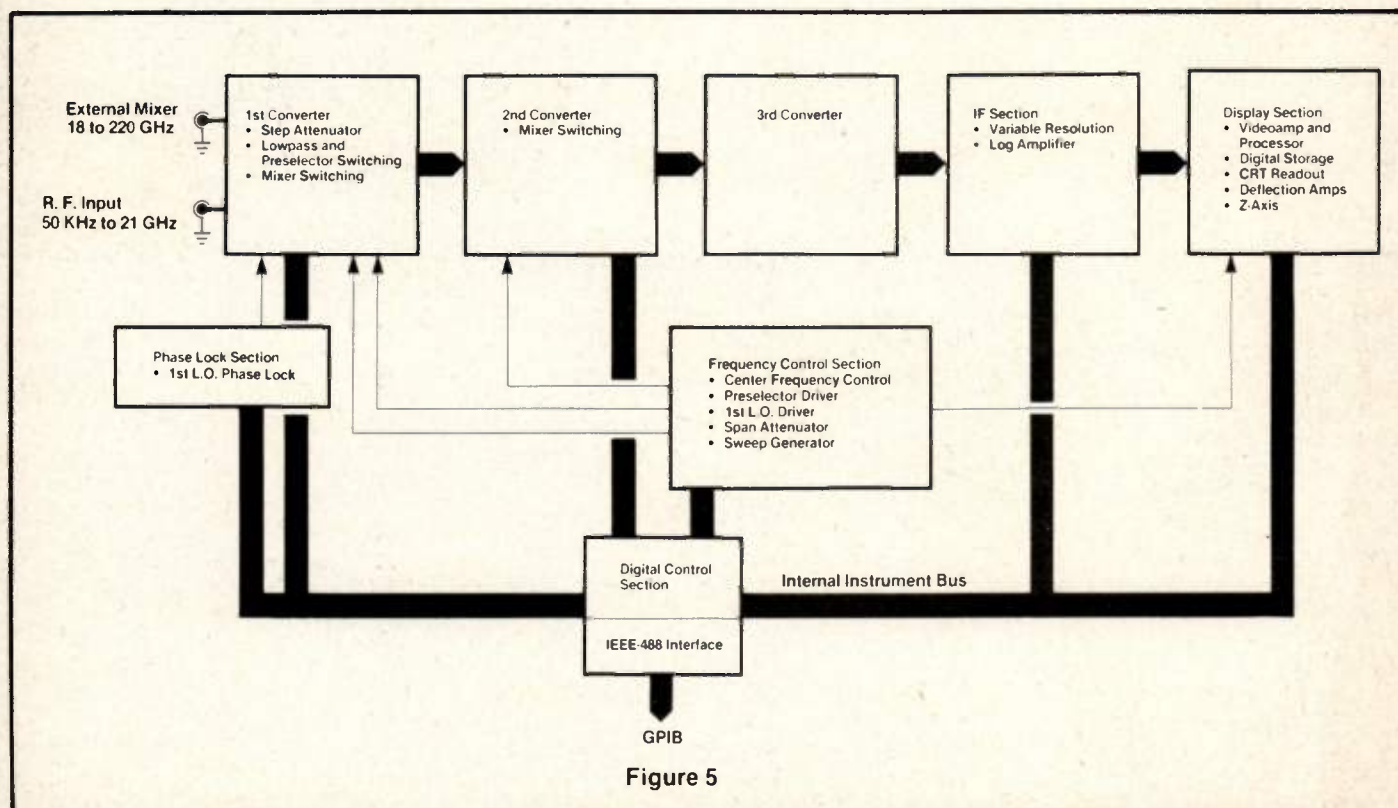 External Mixer
18 to 220 GHz
R. F. Input
50 KHz to 21 GHz
1st Converter
• Step Attenuator
• Lowpass and
Preselector Switching
• Mixer Switching
2nd Converter
• Mixer Switching
3rd Converter
IF Section
• Variable Resolution
• Log Amplifier
Display Section
• Videoamp and
Processor
• Digital Storage
• CRT Readout
• Deflection Amps
• Z-Axis
Phase Lock Section
• 1st L.O. Phase Lock
Frequency Control Section
• Center Frequency Control
• Preselector Driver
• 1st L.O. Driver
• Span Attenuator
• Sweep Generator
Digital Control
Section
Internal Instrument Bus
IEEE-488 Interface
GPIB
Figure 5